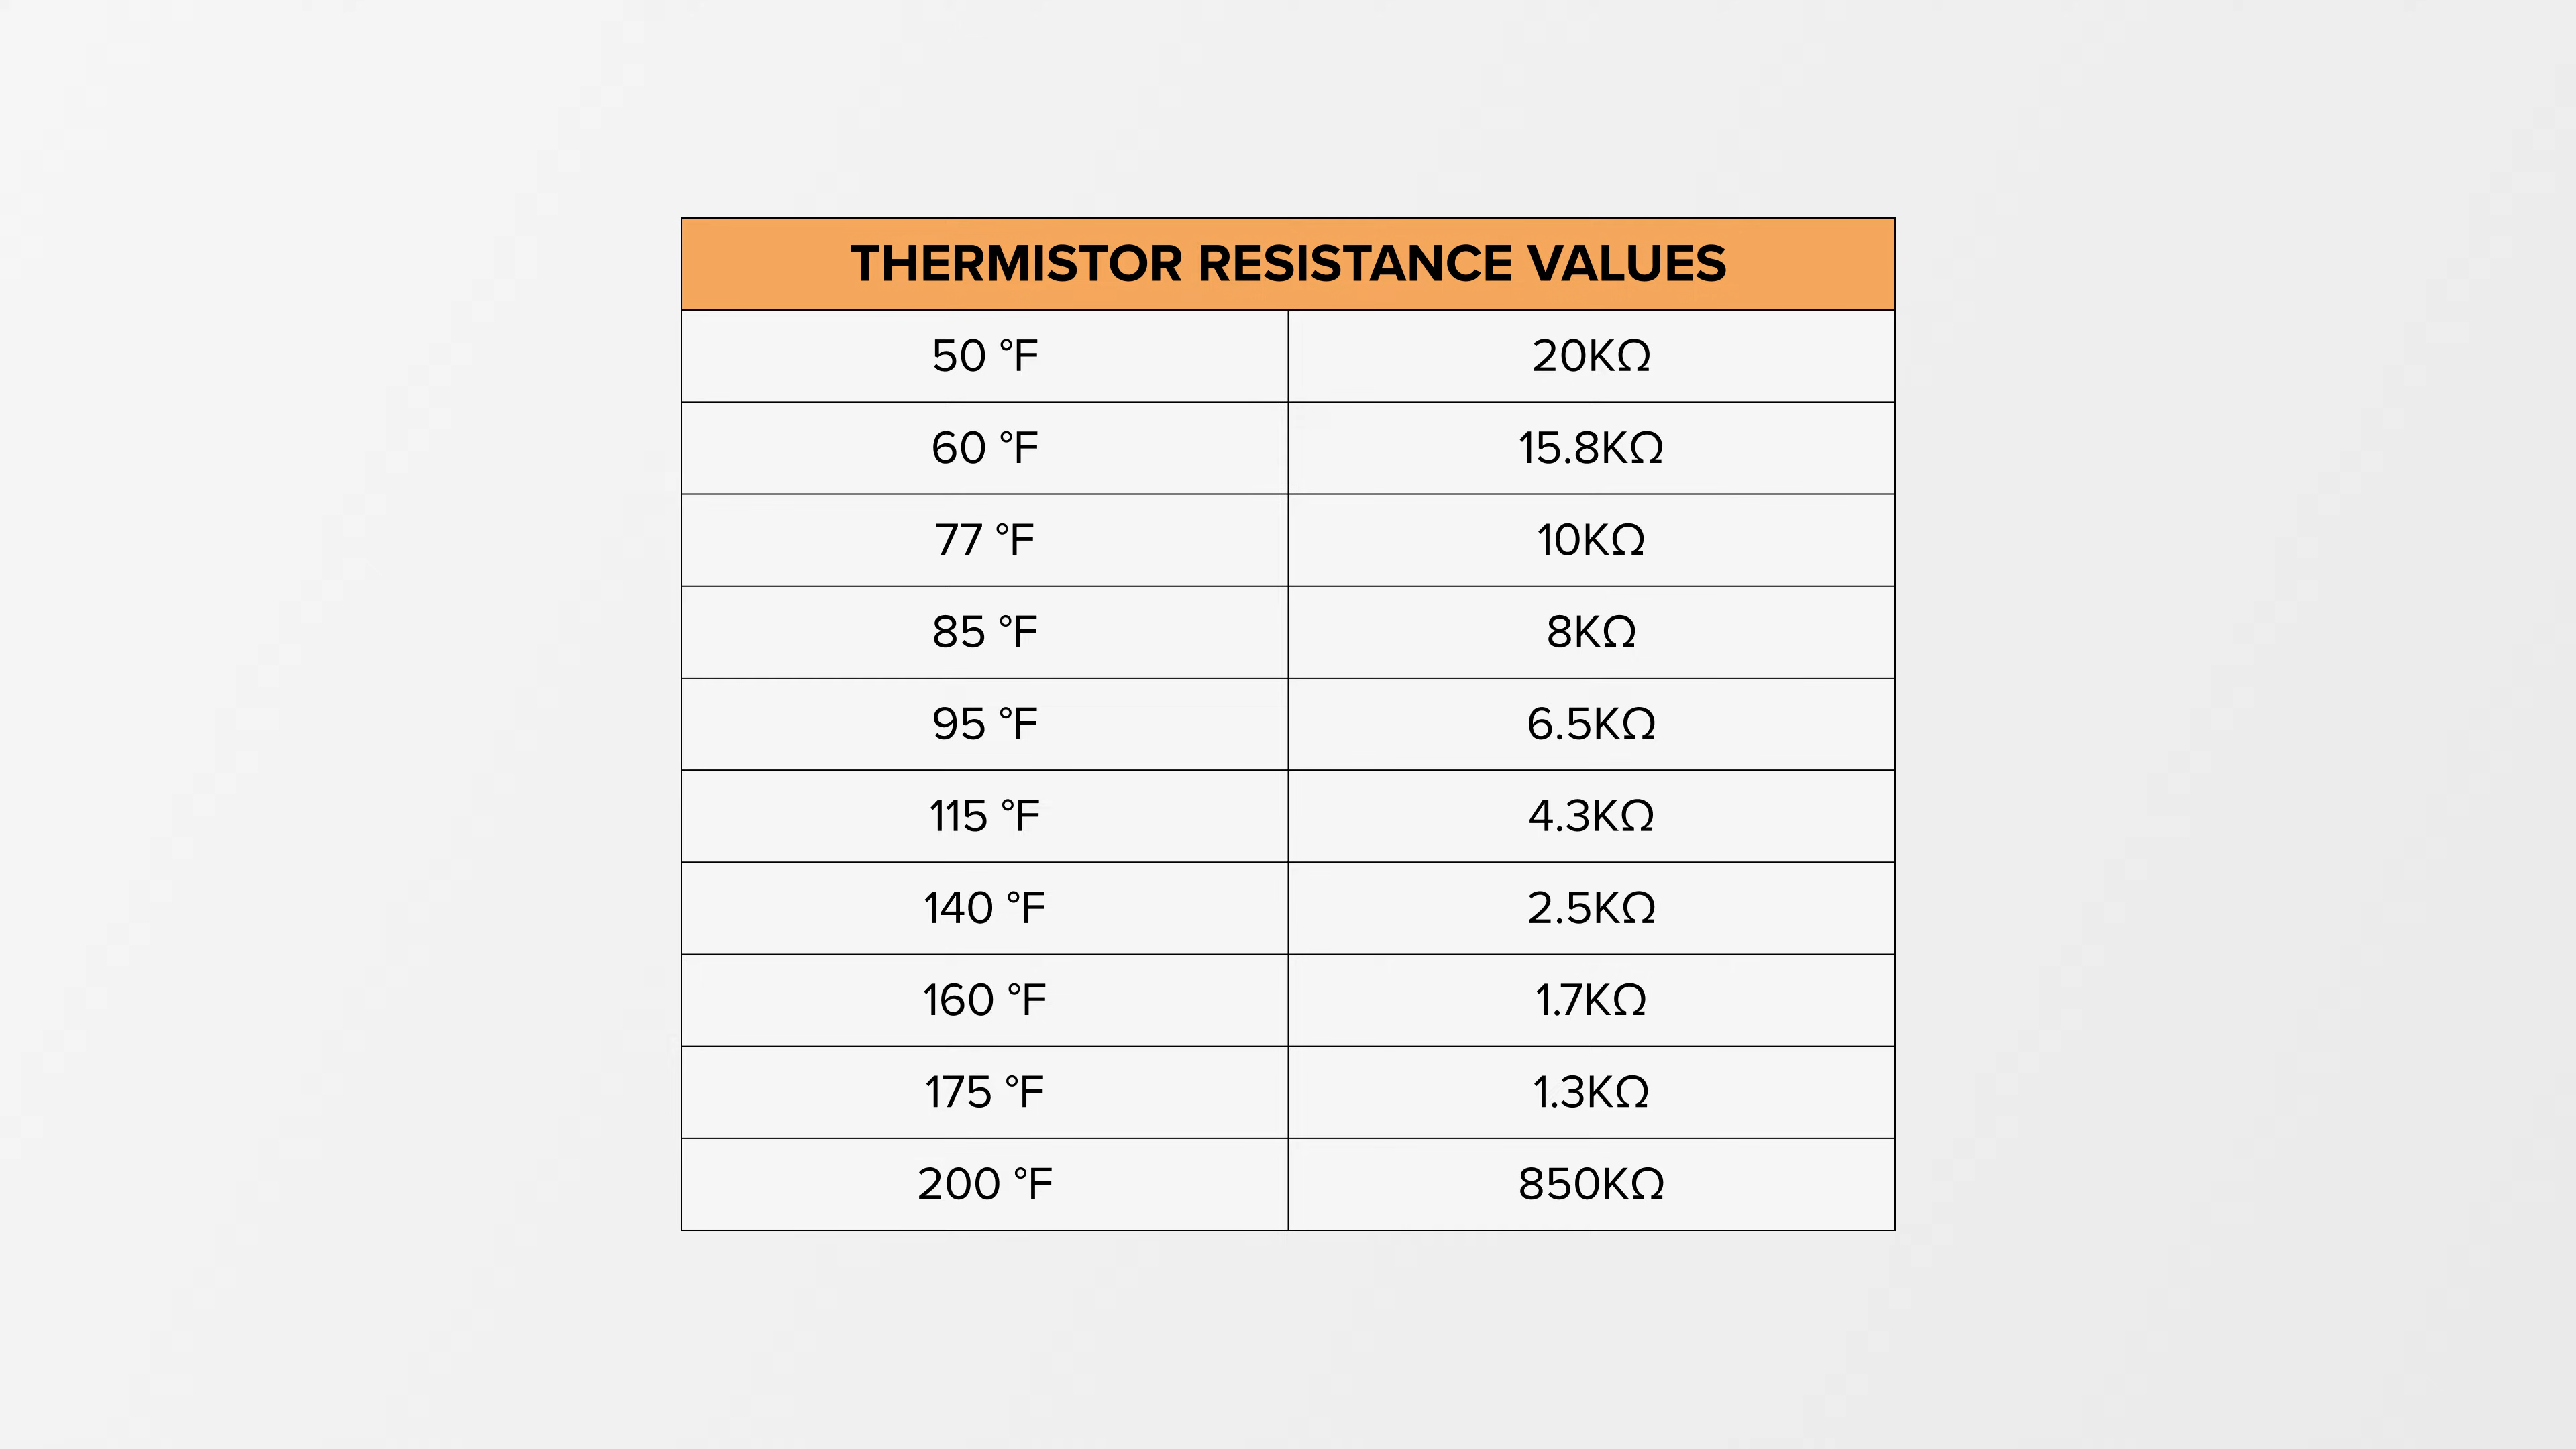 THERMISTOR RESISTANCE VALUES
50 °F 20KΩ
60 °F 15.8KΩ
77 °F 10KΩ
85 °F 8KΩ
95 °F 6.5KΩ
115 °F 4.3KΩ
140 °F 2.5KΩ
160 °F 1.7KΩ
175 °F 1.3KΩ
200 °F 850KΩ